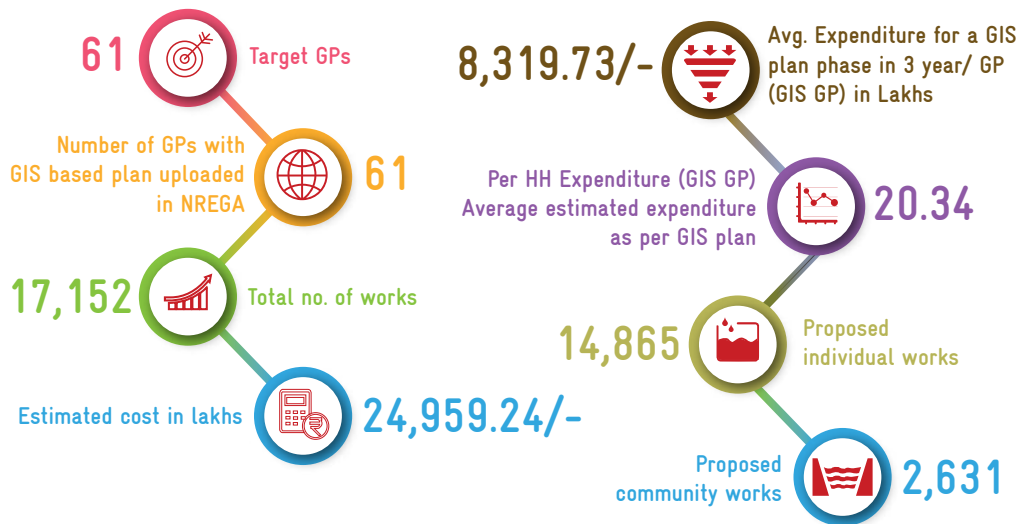 61
Target GPs
Number of GPs with
GIS based plan uploaded
in NREGA
61
17,152
Total no. of works
Estimated cost in lakhs
24,959.24/-
8,319.73/-
Avg. Expenditure for a GIS
plan phase in 3 year/ GP
(GIS GP) in Lakhs
Per HH Expenditure (GIS GP)
Average estimated expenditure
as per GIS plan
20.34
14,865
Proposed
individual works
Proposed
community works
2,631